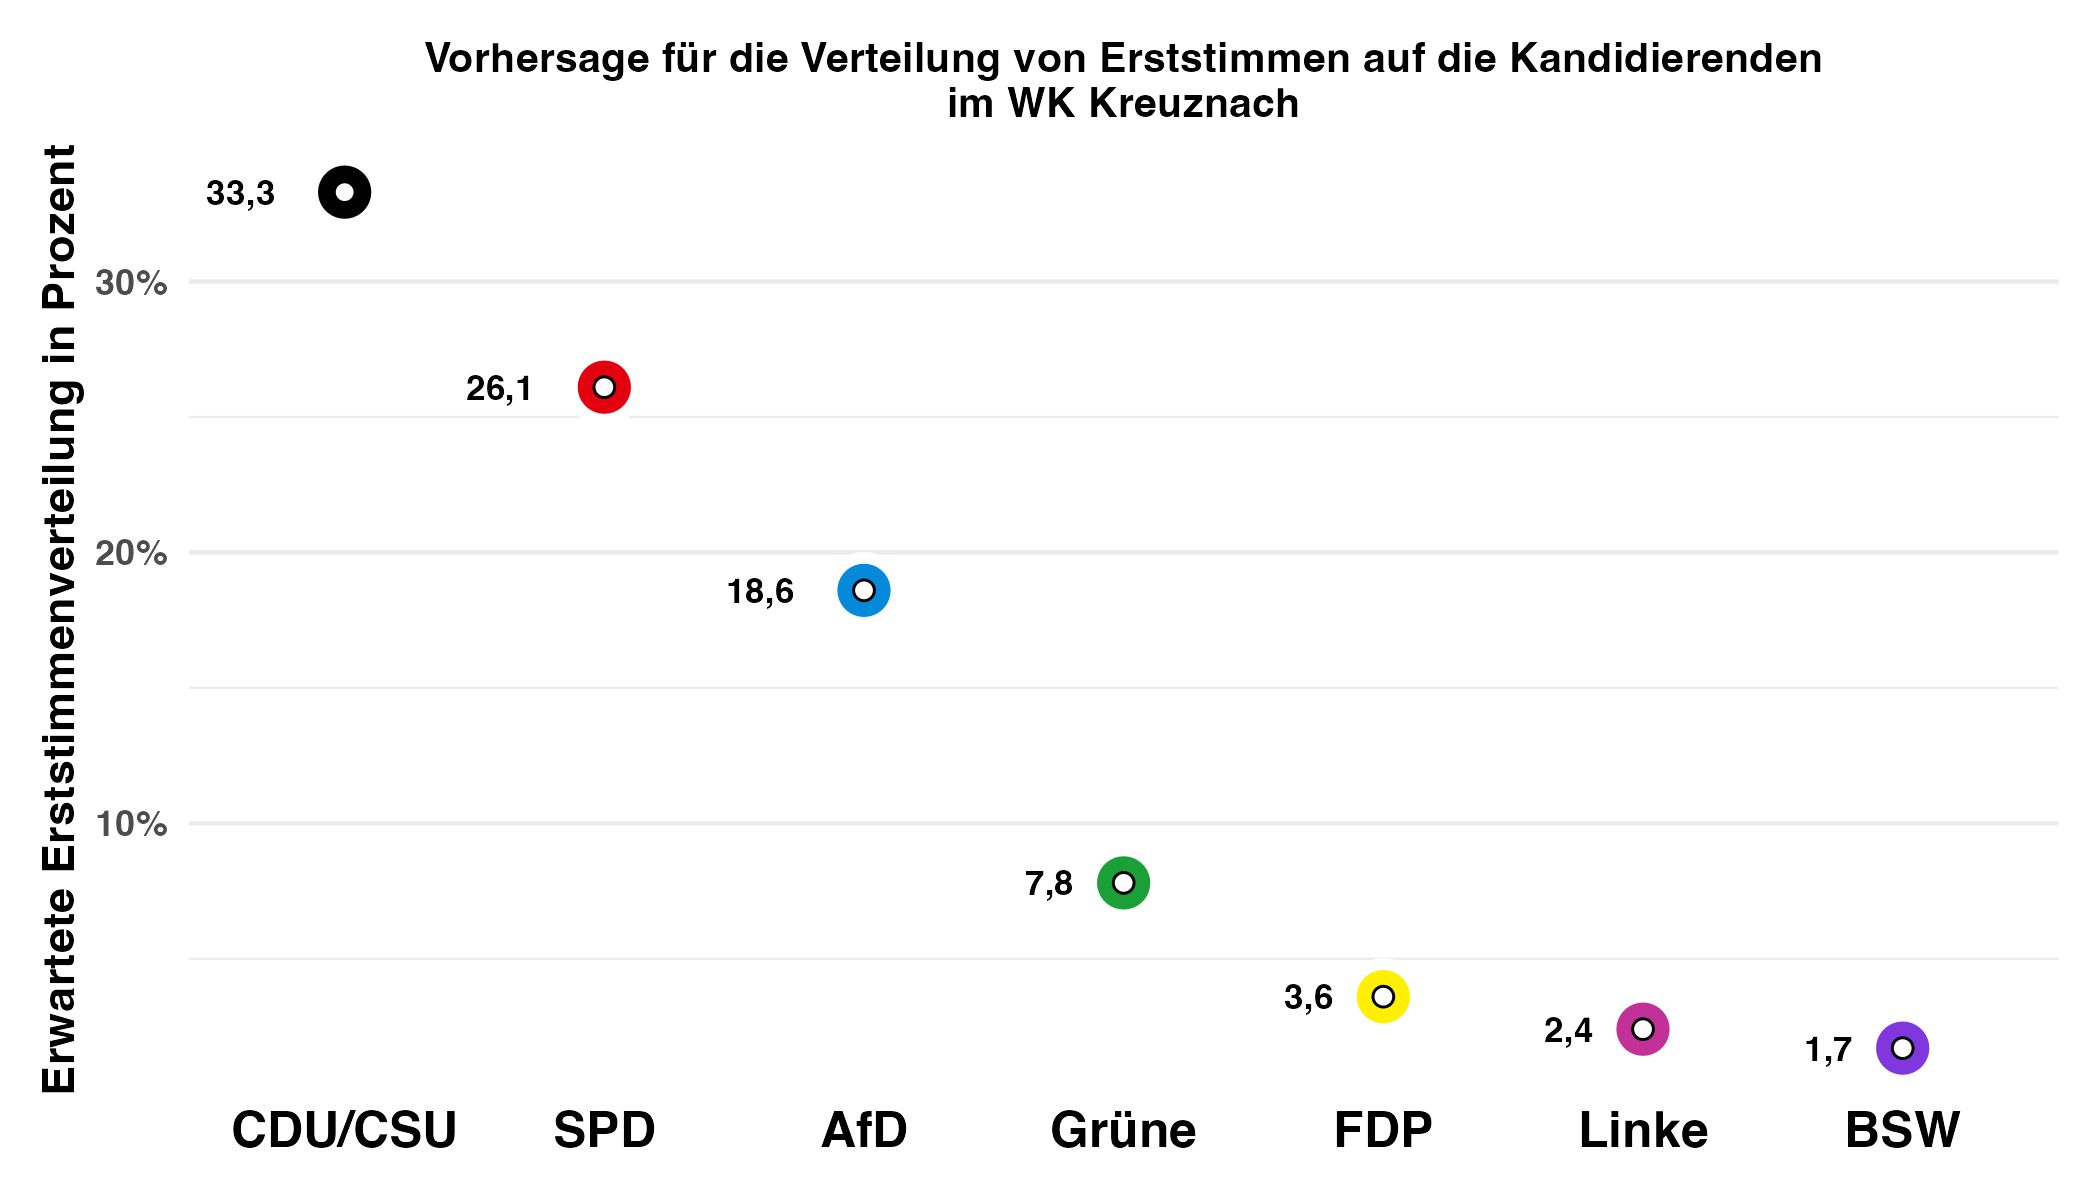 Vorhersage für die Verteilung von Erststimmen auf die Kandidierenden
im WK Kreuznach
Erwartete Erststimmenverteilung in Prozent
30%
20%
10%
33,3
26,1
18,6
7,8
3,6
2,4
1,7
CDU/CSU
SPD
AfD
Grüne
FDP
Linke
BSW